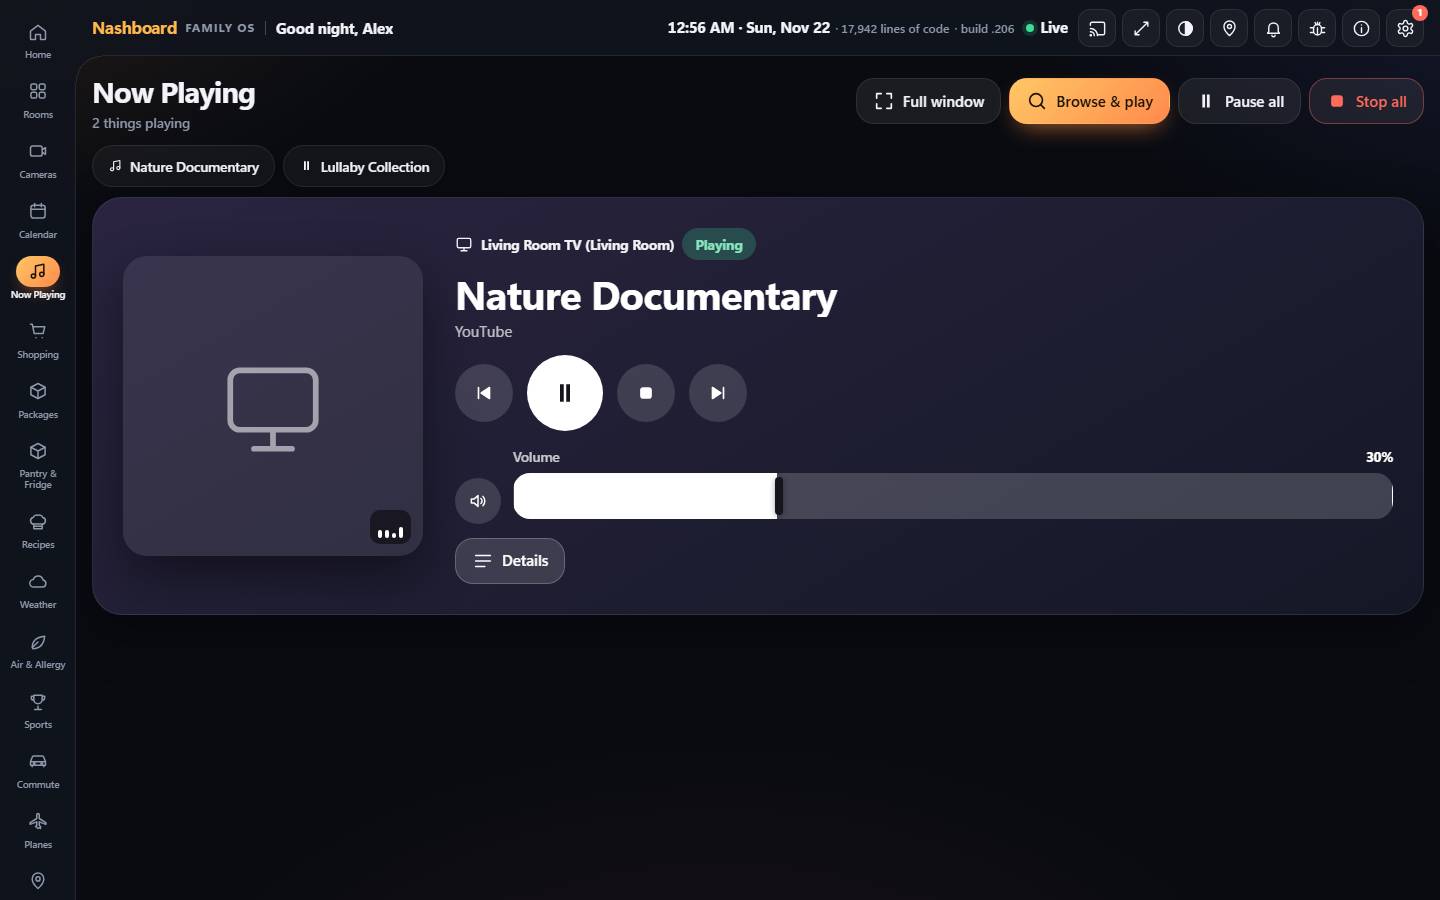 Nashboard FAMILY OS Good night, Alex
12:56 AM · Sun, Nov 22 · 17,942 lines of code · build .206 Live
1
Home
Rooms
Cameras
Calendar
Now Playing
Shopping
Packages
Pantry &
Fridge
Recipes
Weather
Air & Allergy
Sports
Commute
Planes
Now Playing
2 things playing
Full window
Browse & play
Pause all
Stop all
Nature Documentary
Lullaby Collection
Living Room TV (Living Room) Playing
Nature Documentary
YouTube
Volume 30%
Details